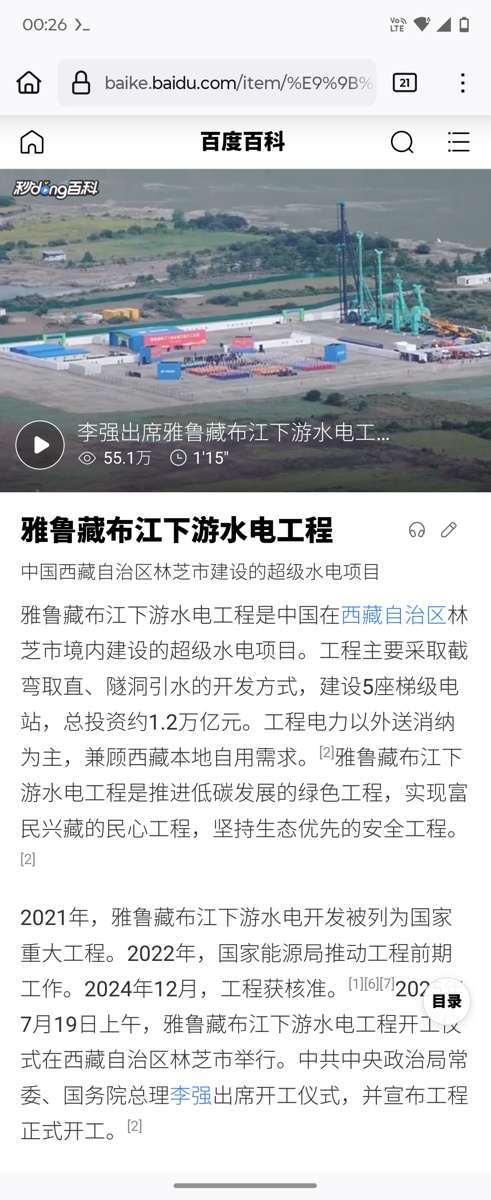 00:26
Vo LTE
baike.baidu.com/item/%E9%9B%
21
百度百科
秒dong百科
李强出席雅鲁藏布江下游水电工...
55.1万 1'15"
雅鲁藏布江下游水电工程
中国西藏自治区林芝市建设的超级水电项目
雅鲁藏布江下游水电工程是中国在西藏自治区林
芝市境内建设的超级水电项目。工程主要采取截
弯取直、隧洞引水的开发方式，建设5座梯级电
站，总投资约1.2万亿元。工程电力以外送消纳
为主，兼顾西藏本地自用需求。[2]雅鲁藏布江下
游水电工程是推进低碳发展的绿色工程，实现富
民兴藏的民心工程，坚持生态优先的安全工程。
[2]
2021年，雅鲁藏布江下游水电开发被列为国家
重大工程。2022年，国家能源局推动工程前期
工作。2024年12月，工程获核准。[1][6][7]2025年
目录
7月19日上午，雅鲁藏布江下游水电工程开工仪
式在西藏自治区林芝市举行。中共中央政治局常
委、国务院总理李强出席开工仪式，并宣布工程
正式开工。[2]